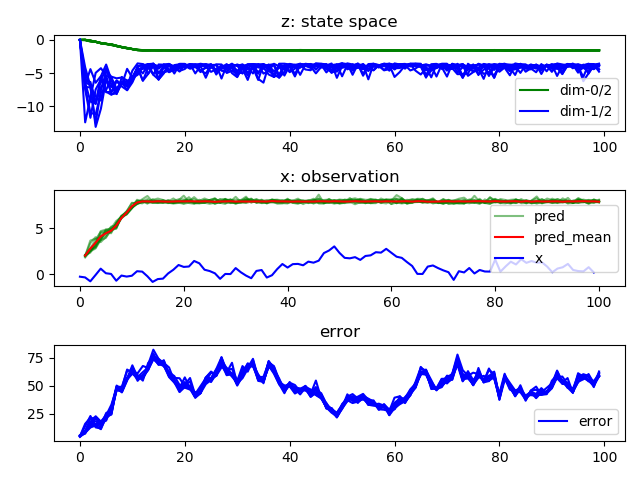 z: state space
0
−5
−10
dim-0/2
dim-1/2
0 20 40 60 80 100
x: observation
5
0
pred
pred_mean
x
0 20 40 60 80 100
error
75
50
25
error
0 20 40 60 80 100